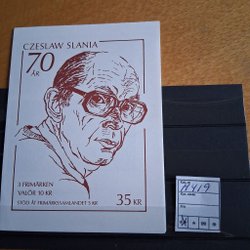 CZESLAW SLANIA
70
ÅR
3 FRIMÄRKEN
VALÖR 10 KR
STÖD ÅT FRIMÄRKSSAMLANDET 5 KR
35 KR